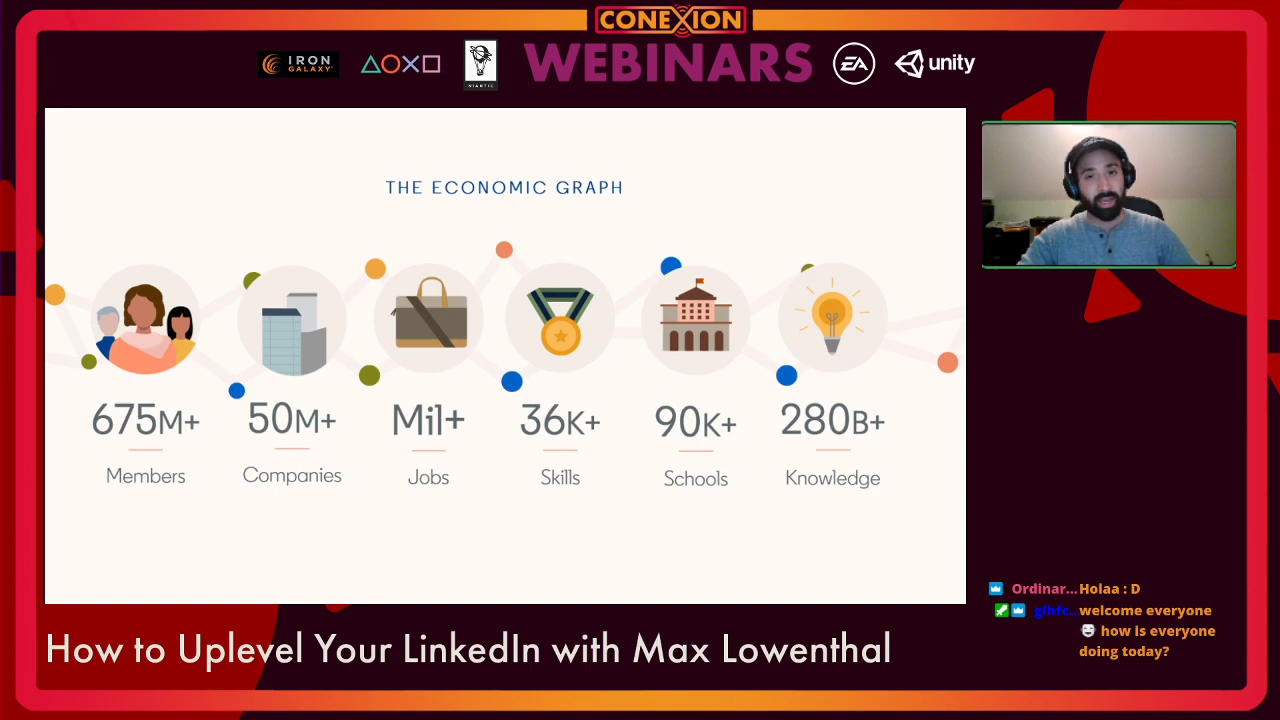 CONEXION
IRON
GALAXY
NIANTIC
WEBINARS
EA
unity
THE ECONOMIC GRAPH
675M+
Members
50M+
Companies
Mil+
Jobs
36K+
Skills
90K+
Schools
280B+
Knowledge
Ordinar... Holaa : D
glhfc... welcome everyone
how is everyone
doing today?
How to Uplevel Your LinkedIn with Max Lowenthal